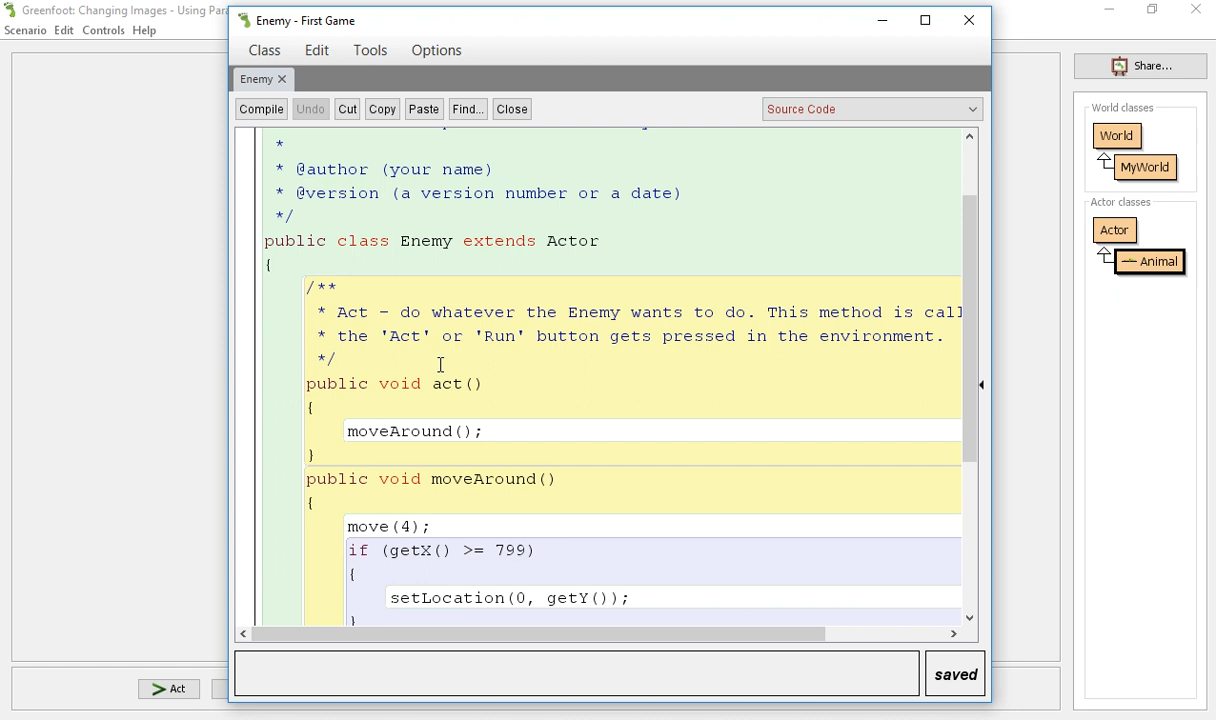 Greenfoot: Changing Images - Using Para
Scenario Edit Controls Help
Enemy - First Game
Class Edit Tools Options
Enemy
Compile Undo Cut Copy Paste Find... Close Source Code
*
* @author (your name)
* @version (a version number or a date)
*/
public class Enemy extends Actor
{
/**
* Act - do whatever the Enemy wants to do. This method is call
* the 'Act' or 'Run' button gets pressed in the environment.
*/
public void act()
{
moveAround();
}
public void moveAround()
{
move(4);
if (getX() >= 799)
{
setLocation(0, getY());
}
saved
Act
Share...
World classes
World
MyWorld
Actor classes
Actor
Animal